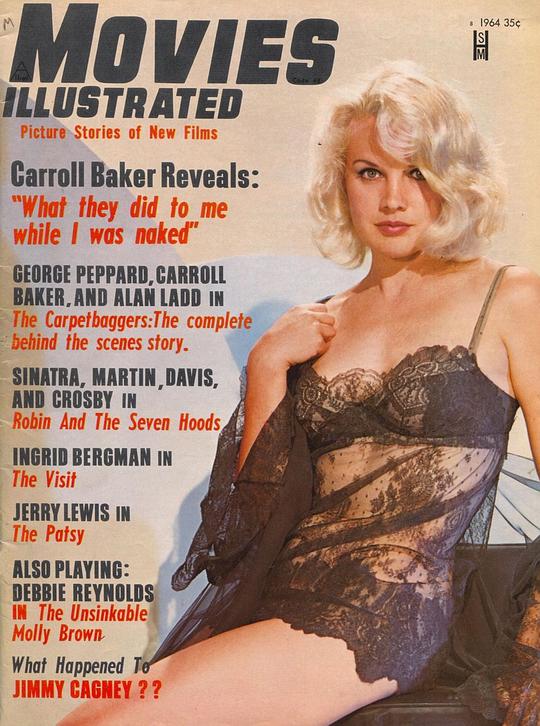 M
MOVIES
ILLUSTRATED
8 1964 35¢
H
S
M
Picture Stories of New Films
Carroll Baker Reveals:
"What they did to me
while I was naked"
GEORGE PEPPARD, CARROLL
BAKER, AND ALAN LADD IN
The Carpetbaggers: The complete
behind the scenes story.
SINATRA, MARTIN, DAVIS,
AND CROSBY IN
Robin And The Seven Hoods
INGRID BERGMAN IN
The Visit
JERRY LEWIS IN
The Patsy
ALSO PLAYING:
DEBBIE REYNOLDS
IN The Unsinkable
Molly Brown
What Happened To
JIMMY CAGNEY ??